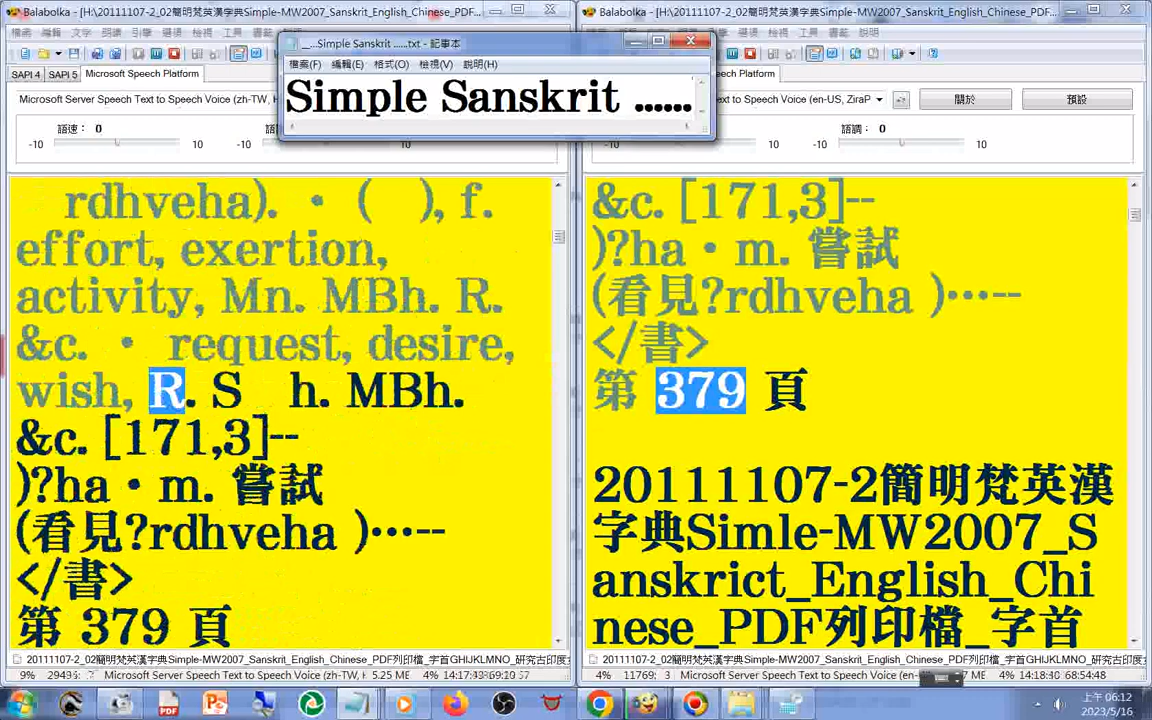 Balabolka - [H:\20111107-2_02簡明梵英漢字典Simple-MW2007_Sanskrit_English_Chinese_PDF...
Balabolka - [H:\20111107-2_02簡明梵英漢字典Simple-MW2007_Sanskrit_English_Chinese_PDF...
__...Simple Sanskrit ......txt - 記事本
檔案(F) 編輯(E) 格式(O) 檢視(V) 說明(H)
Simple Sanskrit ......
SAPI 4 SAPI 5 Microsoft Speech Platform
Microsoft Server Speech Text to Speech Voice (zh-TW, H
xt to Speech Voice (en-US, ZiraP
關於
預設
語速： 0
-10 10
語調： 0
-10 10
rdhveha). • ( ), f.
effort, exertion,
activity, Mn. MBh. R.
&c. • request, desire,
wish, R. S h. MBh.
&c. [171,3]--
)?ha•m. 嘗試
(看見?rdhveha )…--
</書>
第 379 頁
&c. [171,3]--
)?ha•m. 嘗試
(看見?rdhveha )…--
</書>
第 379 頁
20111107-2簡明梵英漢
字典Simle-MW2007_S
anskrict_English_Chi
nese_PDF列印檔_字首
20111107-2_02簡明梵英漢字典Simple-MW2007_Sanskrit_English_Chinese_PDF列印檔_字首GHIJKLMNO_研究古印度
20111107-2_02簡明梵英漢字典Simple-MW2007_Sanskrit_English_Chinese_PDF列印檔_字首GHIJKLMNO_研究古印度
9% Microsoft Server Speech Text to Speech Voice (zh-TW, 5.25 ME
4% 11769: Microsoft Server Speech Text to Speech Voice 68:54:48
上午 06:12
2023/5/16